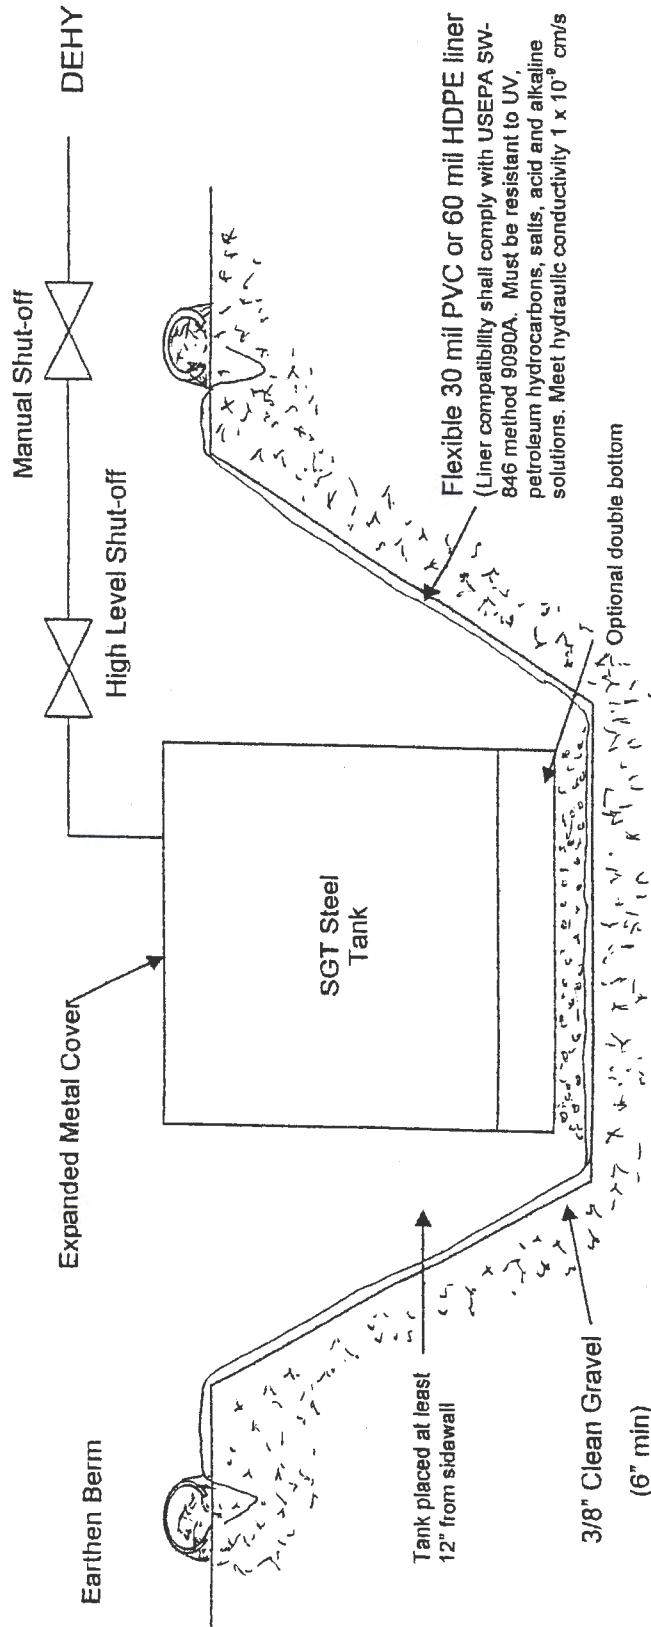 DEHY
Manual Shut-off
High Level Shut-off
Expanded Metal Cover
Earthen Berm
SGT Steel
Tank
Tank placed at least
12" from sidewall
3/8" Clean Gravel
(6" min)
Flexible 30 mil PVC or 60 mil HDPE liner
(Liner compatibility shall comply with USEPA SW-
846 method 9090A. Must be resistant to UV,
petroleum hydrocarbons, salts, acid and alkaline
solutions. Meet hydraulic conductivity 1 x 10⁻⁹ cm/s
Optional double bottom